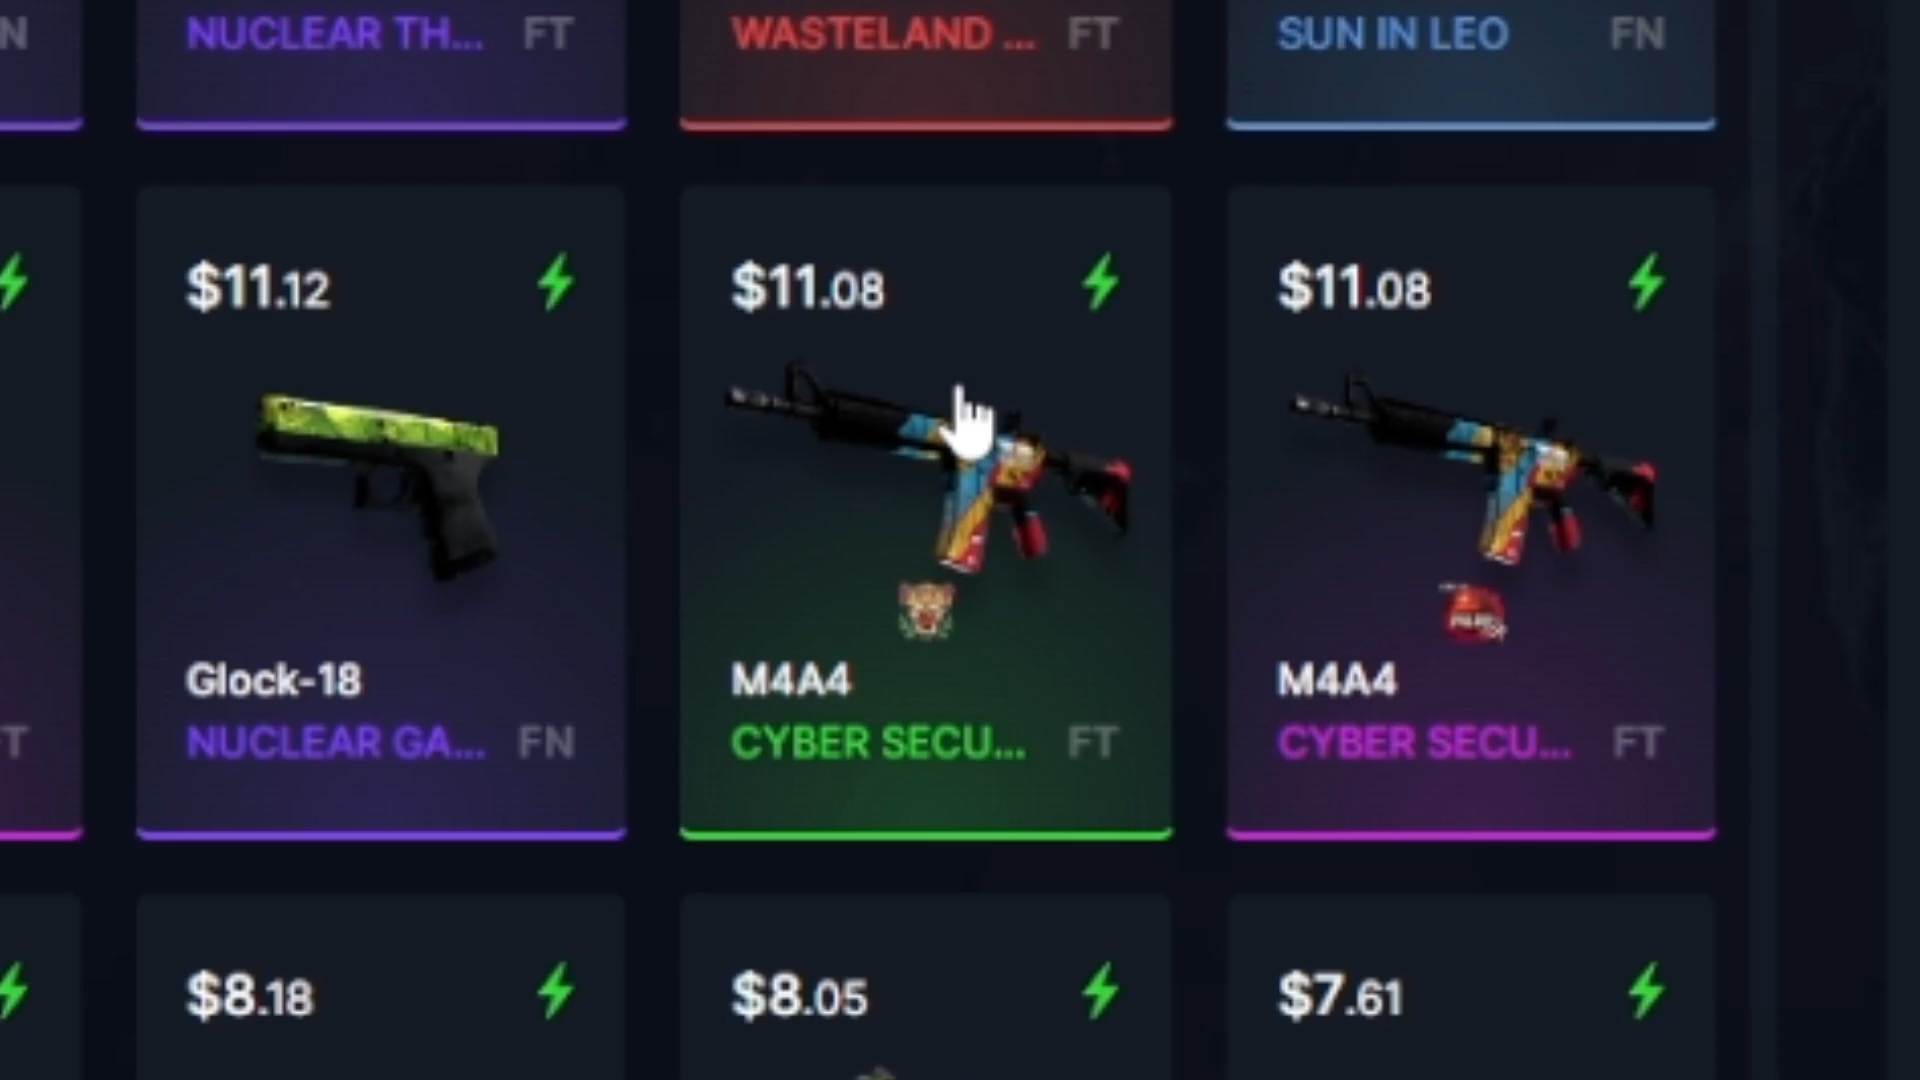 N
NUCLEAR TH... FT
WASTELAND ... FT
SUN IN LEO FN
$11.12
$11.08
$11.08
Glock-18
M4A4
M4A4
T
NUCLEAR GA... FN
CYBER SECU... FT
CYBER SECU... FT
$8.18
$8.05
$7.61